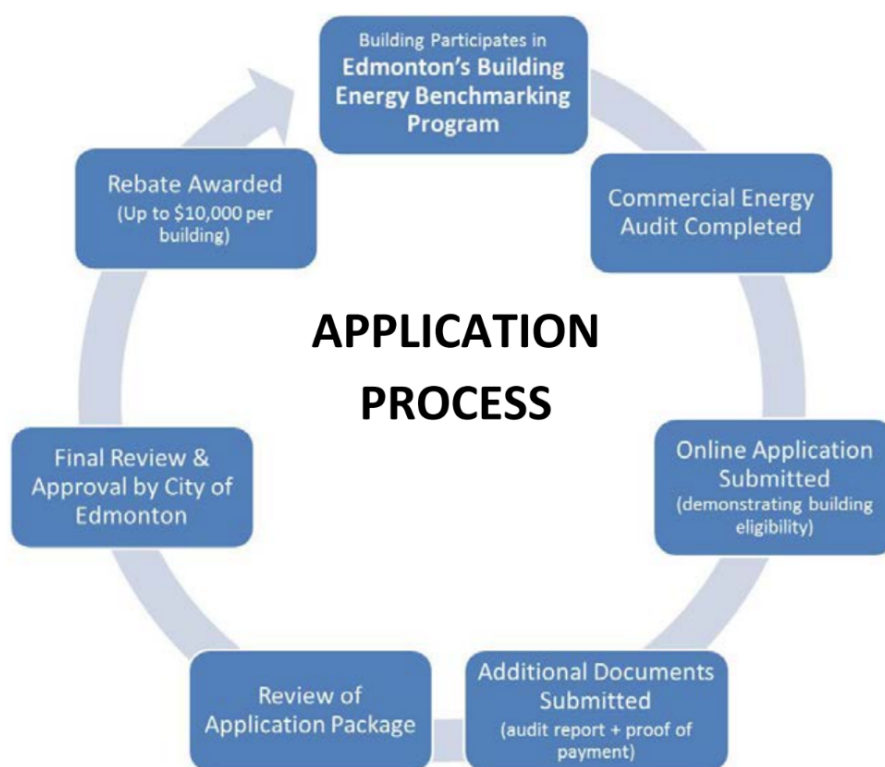 Building Participates in
Edmonton's Building
Energy Benchmarking
Program
Commercial Energy
Audit Completed
Online Application
Submitted
(demonstrating building
eligibility)
Additional Documents
Submitted
(audit report + proof of
payment)
Review of
Application Package
Final Review &
Approval by City of
Edmonton
Rebate Awarded
(Up to $10,000 per
building)
APPLICATION
PROCESS